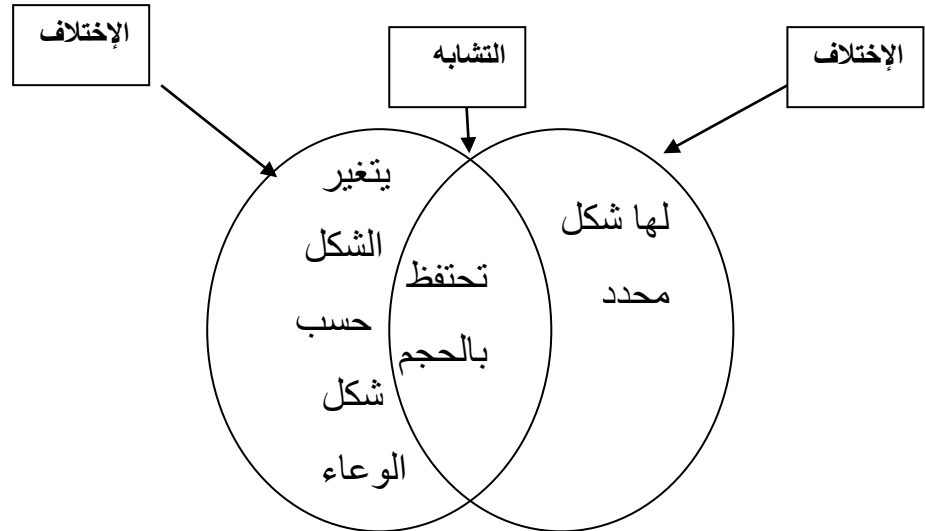 الإختلاف
التشابه
الإختلاف
لها شكل
محدد
تحتفظ
بالحجم
يتغير
الشكل
حسب
شكل
الوعاء